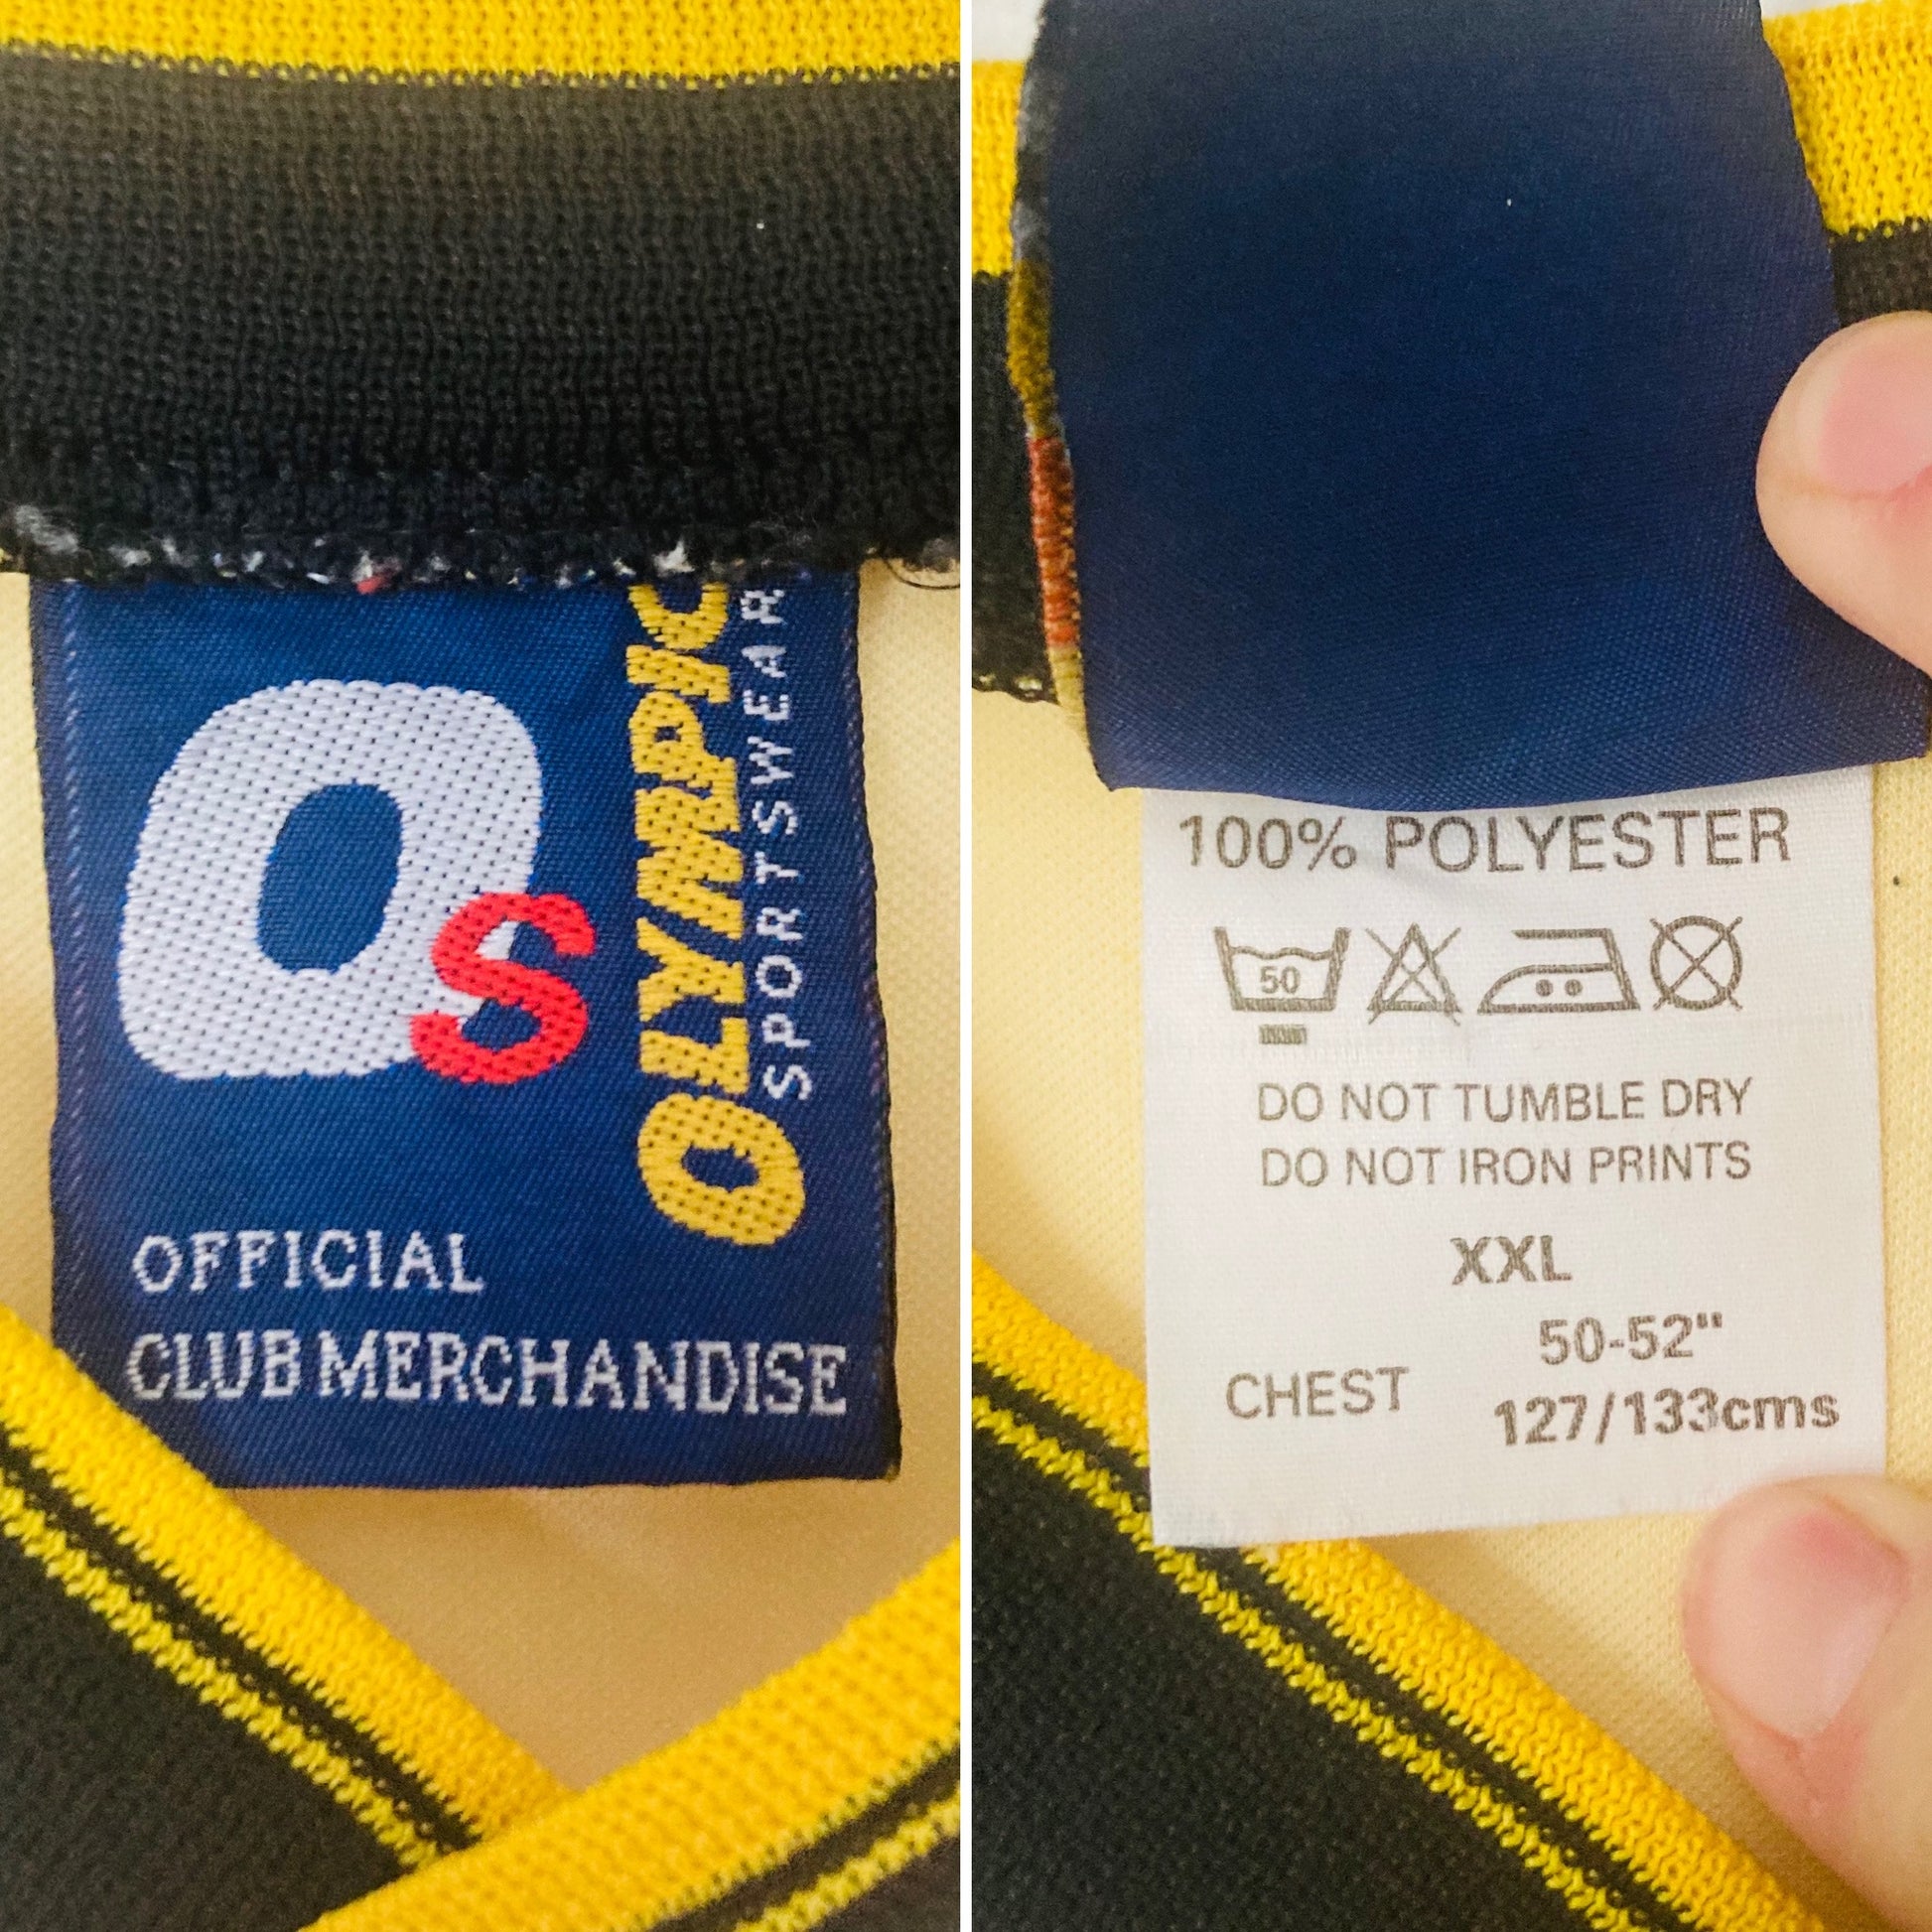 Os
OLYMPIC
SPORTSWEAR
OFFICIAL
CLUB MERCHANDISE
100% POLYESTER
50
DO NOT TUMBLE DRY
DO NOT IRON PRINTS
XXL
50-52"
CHEST
127/133cms